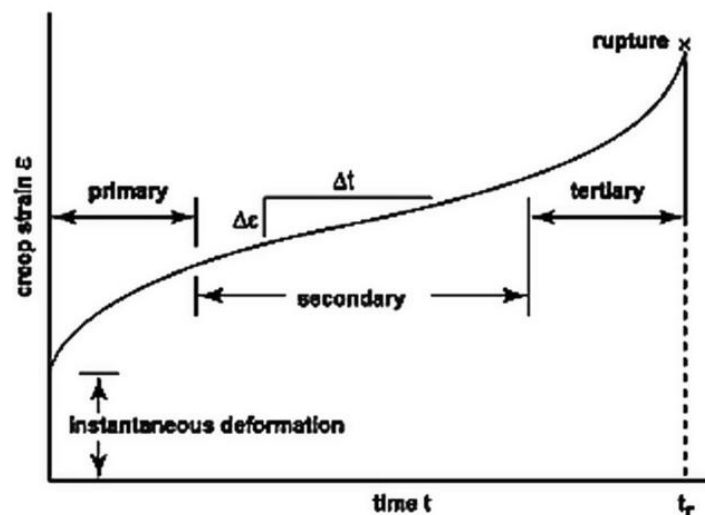 rupture
primary
Δt
Δε
tertiary
creep strain ε
secondary
instantaneous deformation
time t
tr